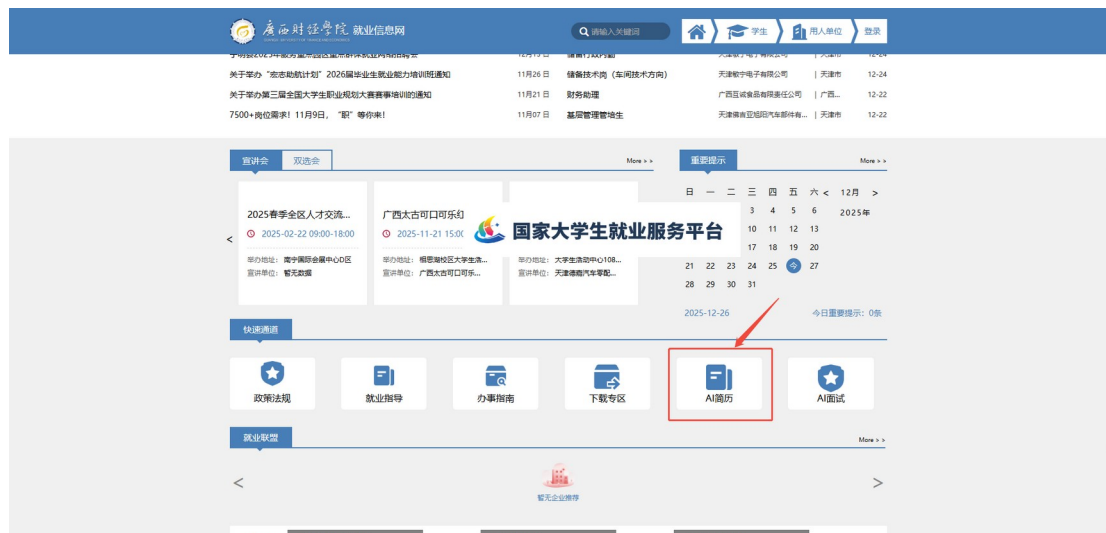 广西财经学院 就业信息网
请输入关键词
学生
用人单位
登录
关于举办“宏志助航计划”2026届毕业生就业能力培训班通知 11月26日
储备技术岗（车间技术方向） 天津敏宁电子有限公司 | 天津市 12-24
关于举办第三届全国大学生职业规划大赛赛事培训的通知 11月21日
财务助理 广西互诚食品有限责任公司 | 广西... 12-22
7500+岗位需求！11月9日，“职”等你来！ 11月07日
基层管理管培生 | 天津市 12-22
宣讲会 双选会 More > >
重要提示 More > >
日 一 二 三 四 五 六 < 12月 >
2025春季全区人才交流...
2025-02-22 09:00-18:00
举办地址： 南宁国际会展中心D区
宣讲单位： 暂无数据
广西太古可口可乐幻
2025-11-21 15:00
举办地址： 相思湖校区大学生活...
宣讲单位： 广西太古可口可乐...
国家大学生就业服务平台
举办地址： 大学生活动中心108...
宣讲单位： 天津德嘉汽车零配...
3 4 5 6 2025年
10 11 12 13
17 18 19 20
21 22 23 24 25 今 27
28 29 30 31
2025-12-26 今日重要提示：0条
快速通道
政策法规
就业指导
办事指南
下载专区
AI简历
AI面试
就业联盟 More > >
< >
暂无企业推荐